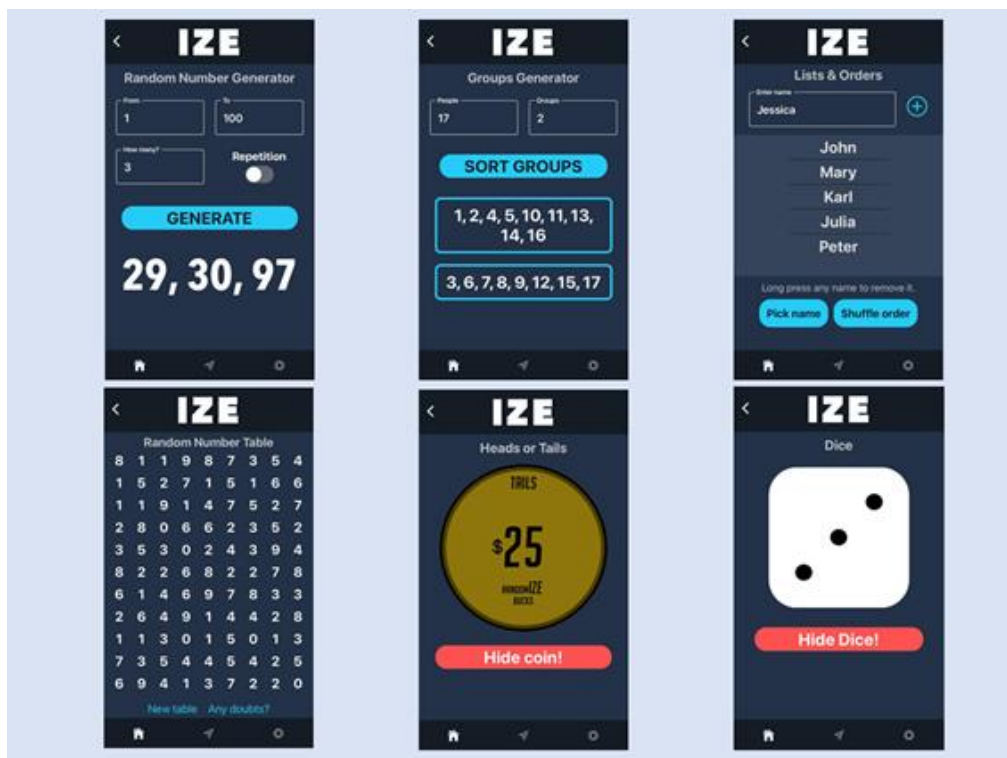 IZE
Random Number Generator
From
1
To
100
How many?
3
Repetition
GENERATE
29, 30, 97
IZE
Groups Generator
People
17
Groups
2
SORT GROUPS
1, 2, 4, 5, 10, 11, 13,
14, 16
3, 6, 7, 8, 9, 12, 15, 17
IZE
Lists & Orders
Enter name
Jessica
John
Mary
Karl
Julia
Peter
Long press any name to remove it.
Pick name
Shuffle order
IZE
Random Number Table
8 1 1 9 8 7 3 5 4
1 5 2 7 1 5 1 6 6
1 1 9 1 4 7 5 2 7
2 8 0 6 6 2 3 5 2
3 5 3 0 2 4 3 9 4
8 2 2 6 8 2 2 7 8
6 1 4 6 9 7 8 3 3
2 6 4 9 1 4 4 2 8
1 1 3 0 1 5 0 1 3
7 3 5 4 4 5 4 2 5
6 9 4 1 3 7 2 2 0
New table Any doubts?
IZE
Heads or Tails
TAILS
$25
RANDOMIZE
BUCKS
Hide coin!
IZE
Dice
Hide Dice!